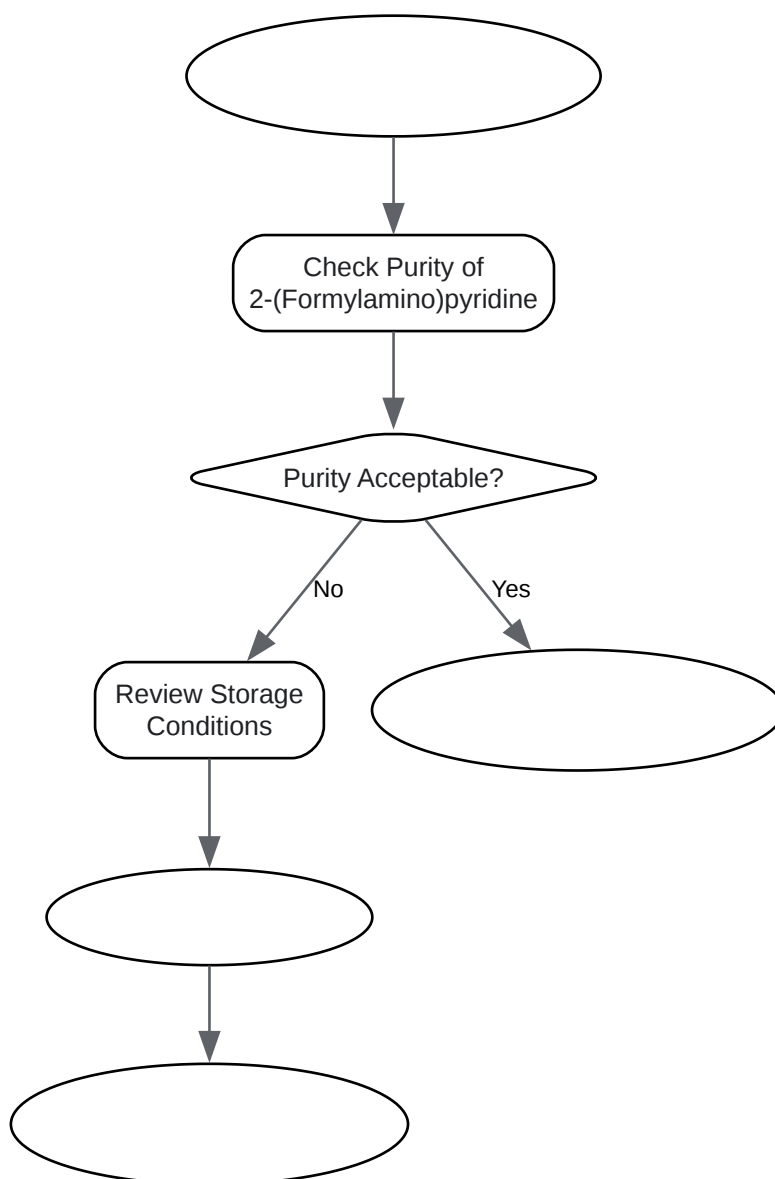 Check Purity of
2-(Formylamino)pyridine
Purity Acceptable?
No
Yes
Review Storage
Conditions